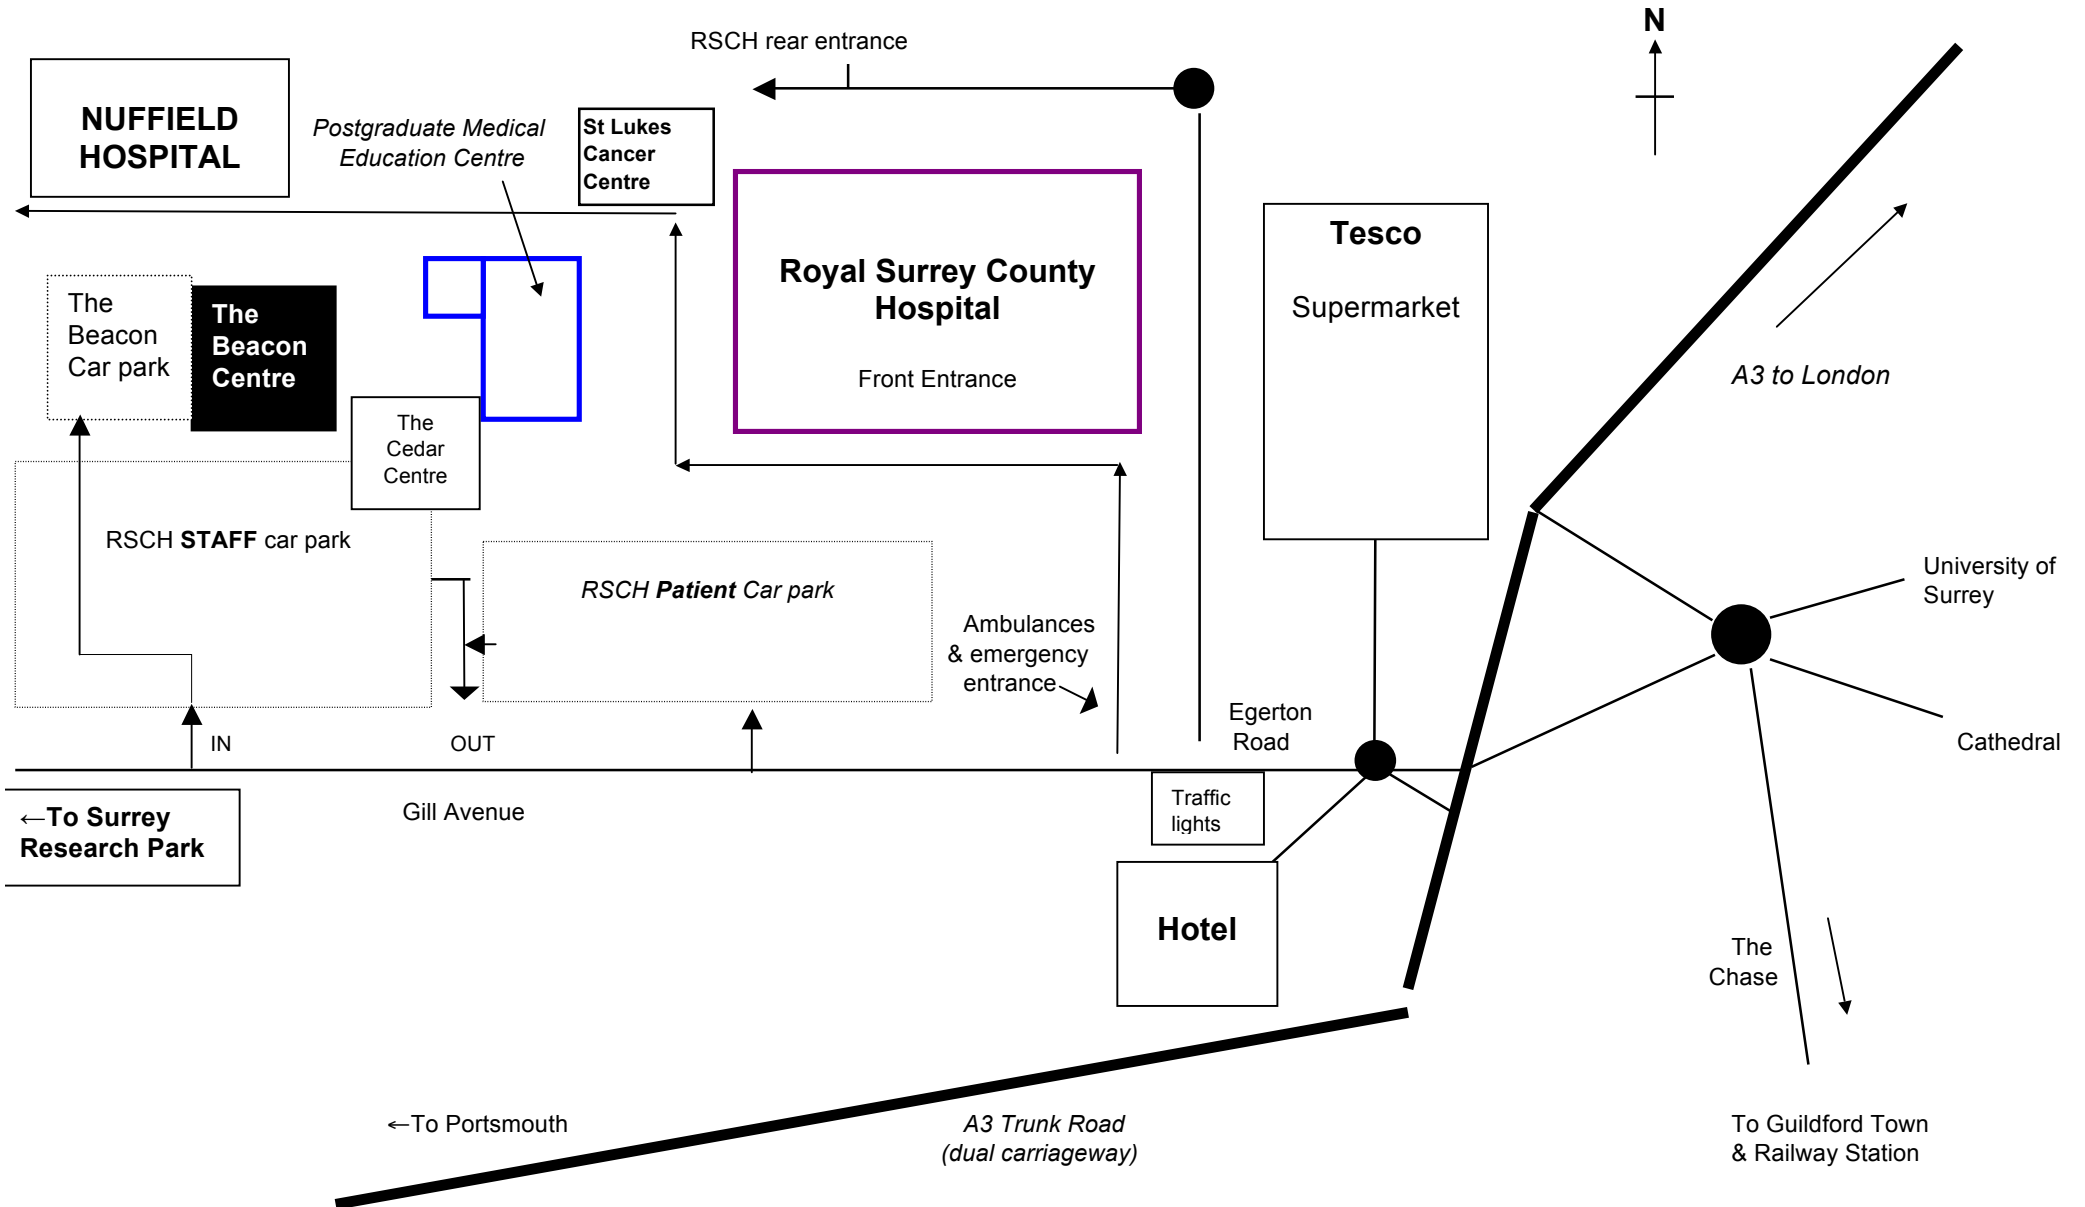 N
RSCH rear entrance
NUFFIELD
HOSPITAL
Postgraduate Medical
Education Centre
St Lukes
Cancer
Centre
Royal Surrey County
Hospital
Front Entrance
Tesco
Supermarket
A3 to London
The
Beacon
Car park
The
Beacon
Centre
The
Cedar
Centre
RSCH STAFF car park
RSCH Patient Car park
Ambulances
& emergency
entrance
University of
Surrey
Egerton
Road
Cathedral
IN
OUT
Gill Avenue
Traffic
lights
←To Surrey
Research Park
Hotel
The
Chase
←To Portsmouth
A3 Trunk Road
(dual carriageway)
To Guildford Town
& Railway Station